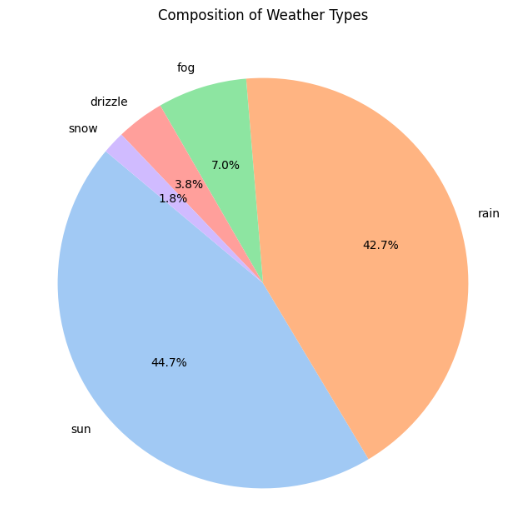 Composition of Weather Types
fog
drizzle
snow
7.0%
3.8%
1.8%
rain
42.7%
44.7%
sun